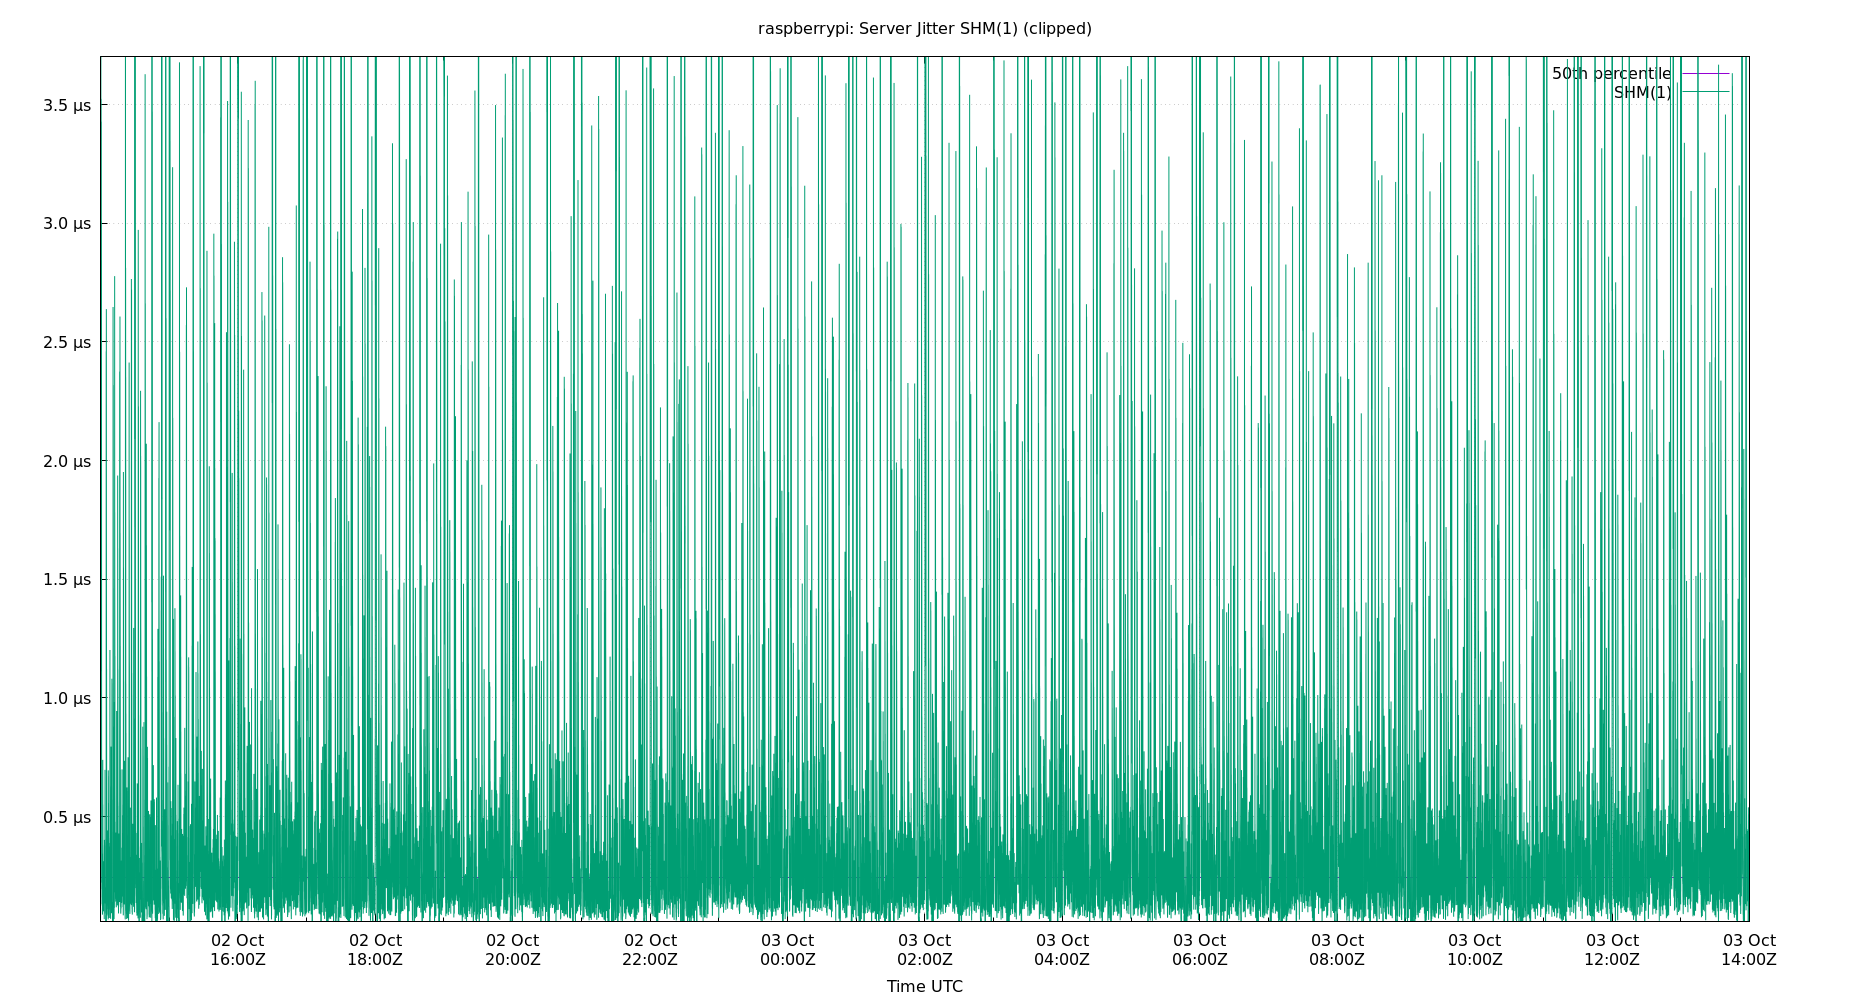 raspberrypi: Server Jitter SHM(1) (clipped)
50th percentile
SHM(1)
3.5 μs
3.0 μs
2.5 μs
2.0 μs
1.5 μs
1.0 μs
0.5 μs
02 Oct 02 Oct 02 Oct 02 Oct 03 Oct 03 Oct 03 Oct 03 Oct 03 Oct 03 Oct 03 Oct 03 Oct
16:00Z 18:00Z 20:00Z 22:00Z 00:00Z 02:00Z 04:00Z 06:00Z 08:00Z 10:00Z 12:00Z 14:00Z
Time UTC